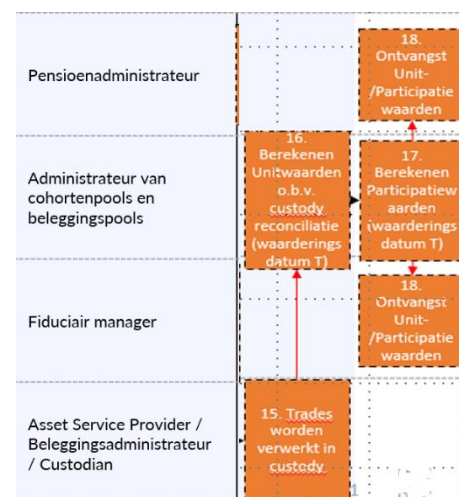 Pensioenadministrateur
18.
Ontvangst
Unit-
/Participatie
waarden
Administrateur van
cohortenpools en
beleggingspools
16.
Berekenen
Unitwaarden
o.b.v.
custody
reconciliatie
(waarderings
datum T)
17.
Berekenen
Participatiew
aarden
(waarderings
datum T)
Fiduciair manager
18.
Ontvangst
Unit-
/Participatie
waarden
Asset Service Provider /
Beleggingsadministrateur
/ Custodian
15. Trades
worden
verwerkt in
custody
1